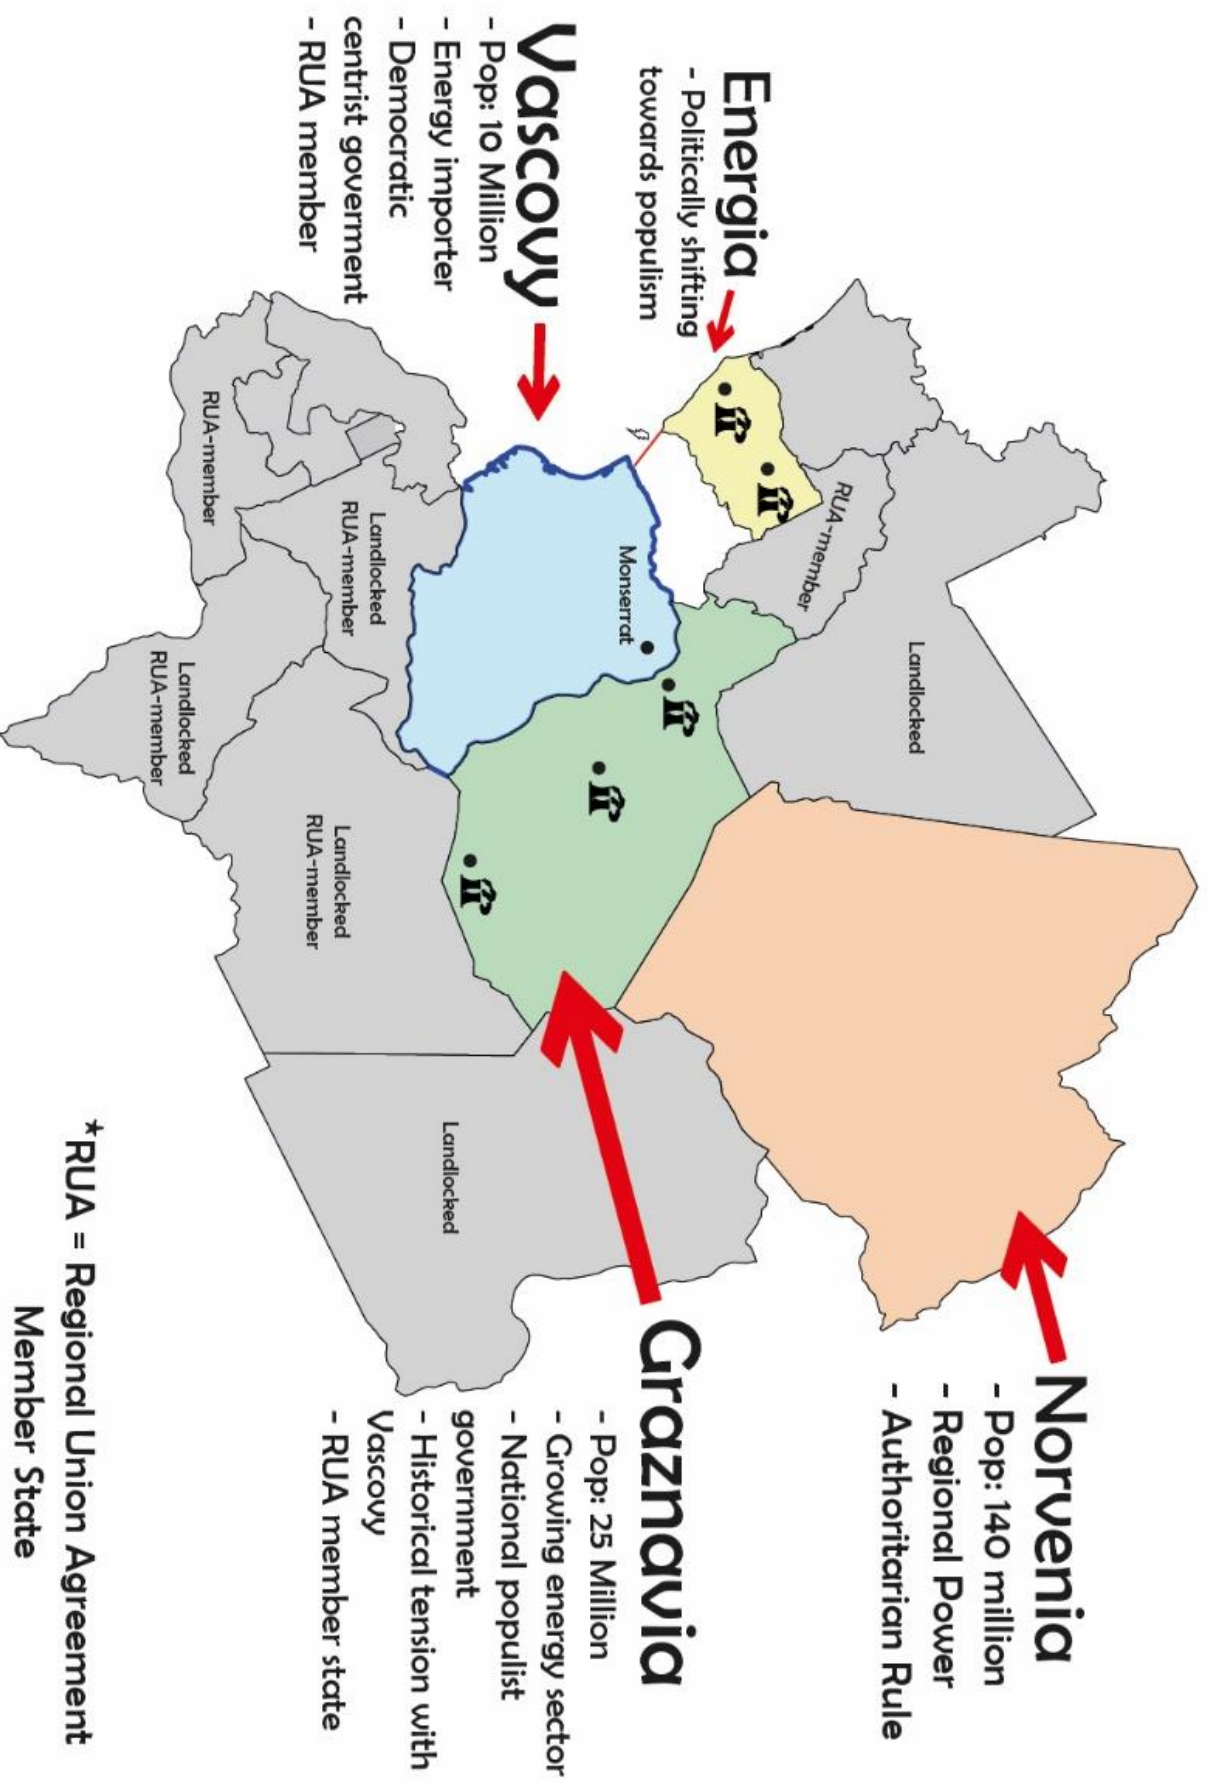 Energia
- Politically shifting
towards populism
Vascovy
- Pop: 10 Million
- Energy importer
- Democratic
centrist goverment
- RUA member
Norvenia
- Pop: 140 million
- Regional Power
- Authoritarian Rule
Graznavia
- Pop: 25 Million
- Growing energy sector
- National populist
government
- Historical tension with
Vascovy
- RUA member state
Landlocked
RUA-member
Monserrat
Landlocked
RUA-member
RUA-member
Landlocked
RUA-member
Landlocked
RUA-member
Landlocked
*RUA = Regional Union Agreement
Member State